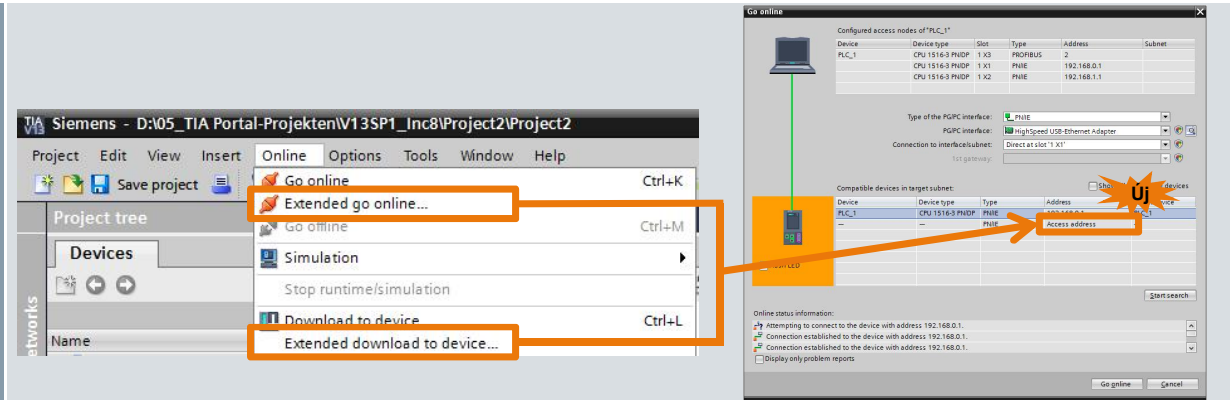 Siemens - D:\05_TIA Portal-Projekten\V13SP1_Inc8\Project2\Project2
Project Edit View Insert Online Options Tools Window Help
Save project
Go online Ctrl+K
Extended go online...
Go offline Ctrl+M
Simulation
Stop runtime/simulation
Download to device Ctrl+L
Extended download to device...
Project tree
Devices
Name
Go online
Configured access nodes of "PLC_1"
Device Device type Slot Type Address Subnet
PLC_1 CPU 1516-3 PN/DP 1 X3 PROFIBUS 2
CPU 1516-3 PN/DP 1 X1 PN/IE 192.168.0.1
CPU 1516-3 PN/DP 1 X2 PN/IE 192.168.1.1
Type of the PG/PC interface: PN/IE
PG/PC interface: HighSpeed USB-Ethernet Adapter
Connection to interface/subnet: Direct at slot '1 X1'
1st gateway:
Compatible devices in target subnet: devices
Új
Device Device type Type Address
PLC_1 CPU 1516-3 PN/DP PN/IE 192.168.0.1
-- -- PN/IE Access address
LED
Start search
Online status information:
Attempting to connect to the device with address 192.168.0.1.
Connection established to the device with address 192.168.0.1.
Connection established to the device with address 192.168.0.1.
Display only problem reports
Go online Cancel